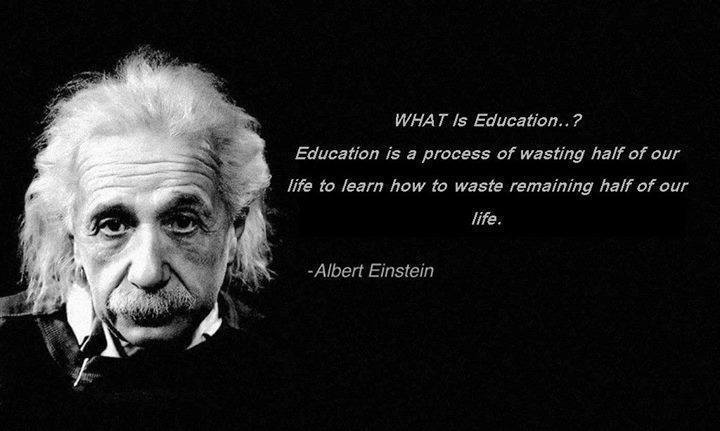 WHAT Is Education..?
Education is a process of wasting half of our
life to learn how to waste remaining half of our
life.
-Albert Einstein